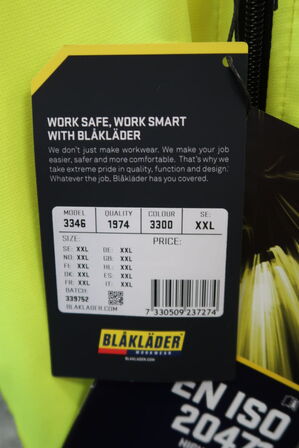 WORK SAFE, WORK SMART
WITH BLÅKLÄDER
We don't just make workwear. We make your job
easier, safer and more comfortable. That's why we
take extreme pride in quality, function and design.
Whatever the job, Blåkläder has you covered.
MODEL QUALITY COLOUR SE:
3346 1974 3300 XXL
SIZE: PRICE:
SE: XXL DE: XXL
NO: XXL GB: XXL
FI: XXL NL: XXL
DK: XXL ES: XXL
FR: XXL IT: XXL
BATCH:
339752
BLAKLADER.COM
7 330509 237274
BLÅKLÄDER
WORKWEAR
BLAKLADER.COM
EN ISO
2047